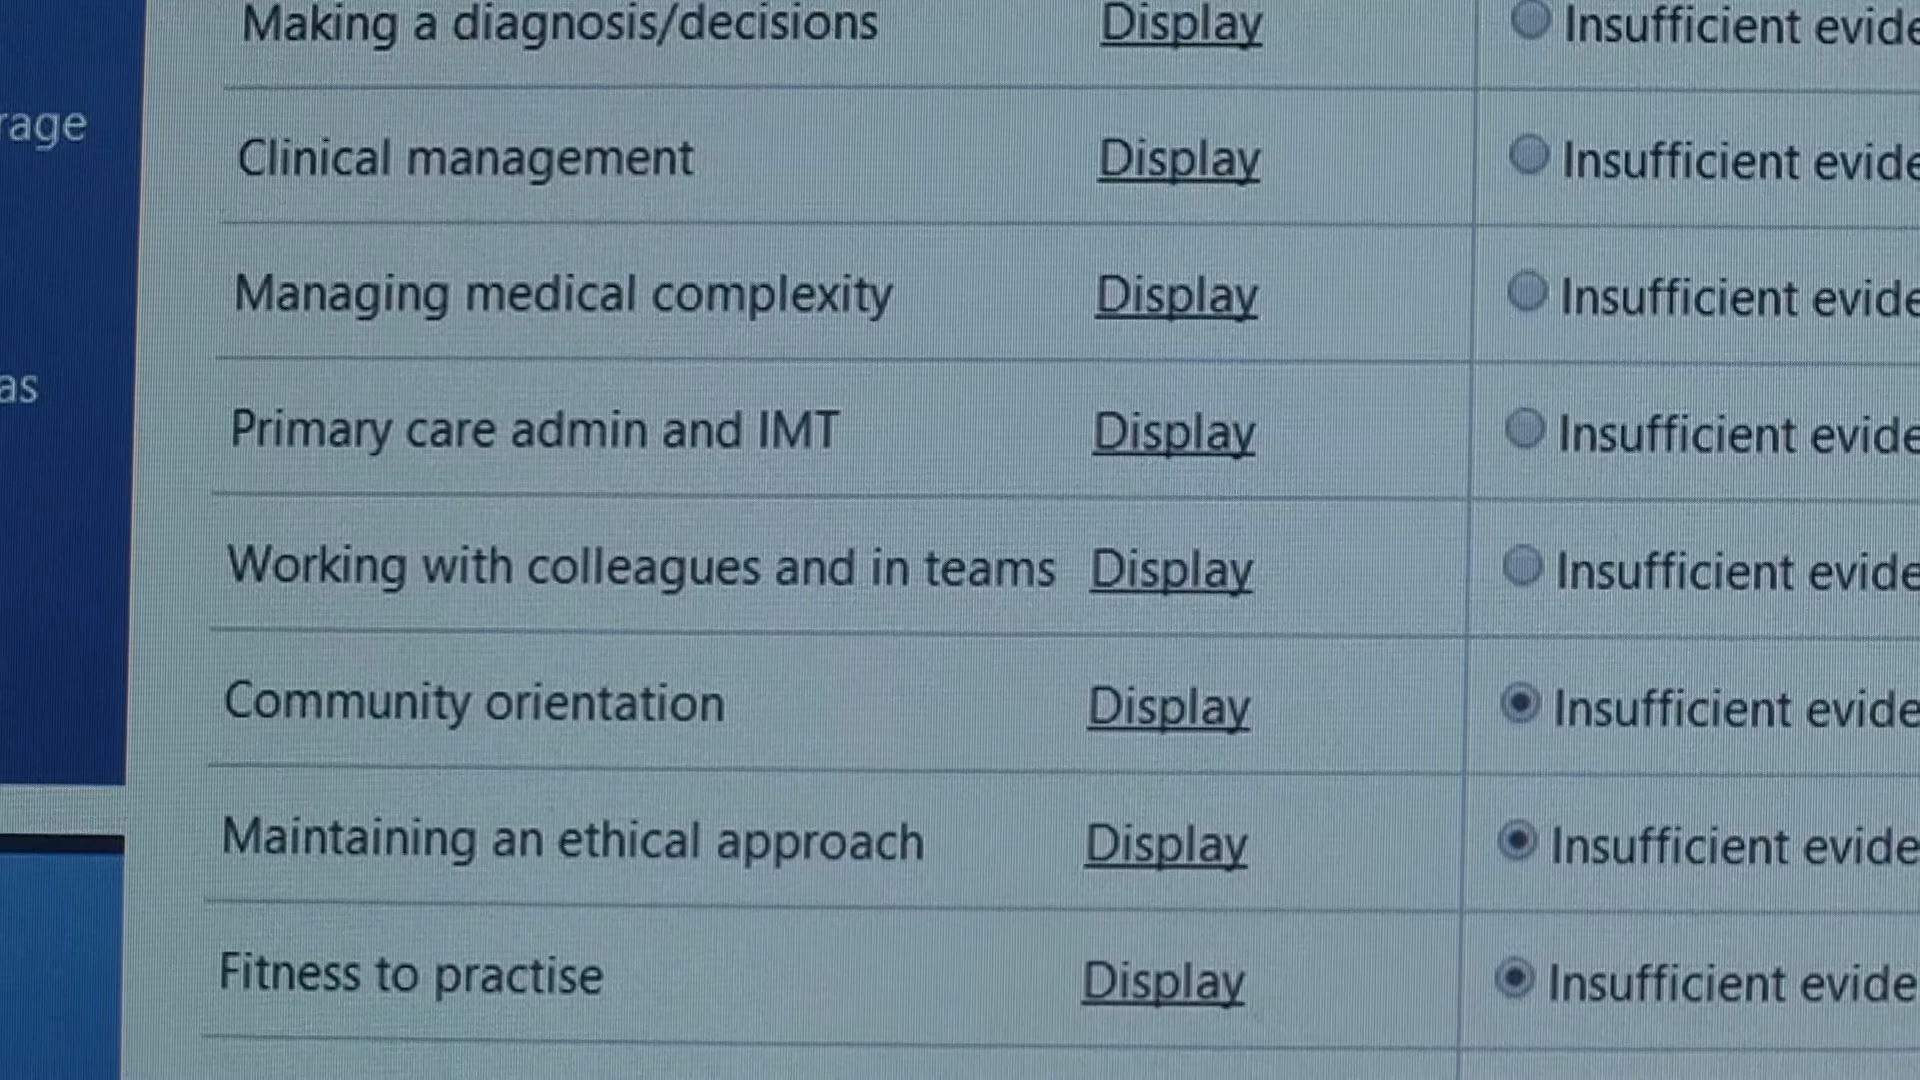 Making a diagnosis/decisions Display Insufficient evide
rage
Clinical management Display Insufficient evide
Managing medical complexity Display Insufficient evide
as
Primary care admin and IMT Display Insufficient evide
Working with colleagues and in teams Display Insufficient evide
Community orientation Display Insufficient evide
Maintaining an ethical approach Display Insufficient evide
Fitness to practise Display Insufficient evide